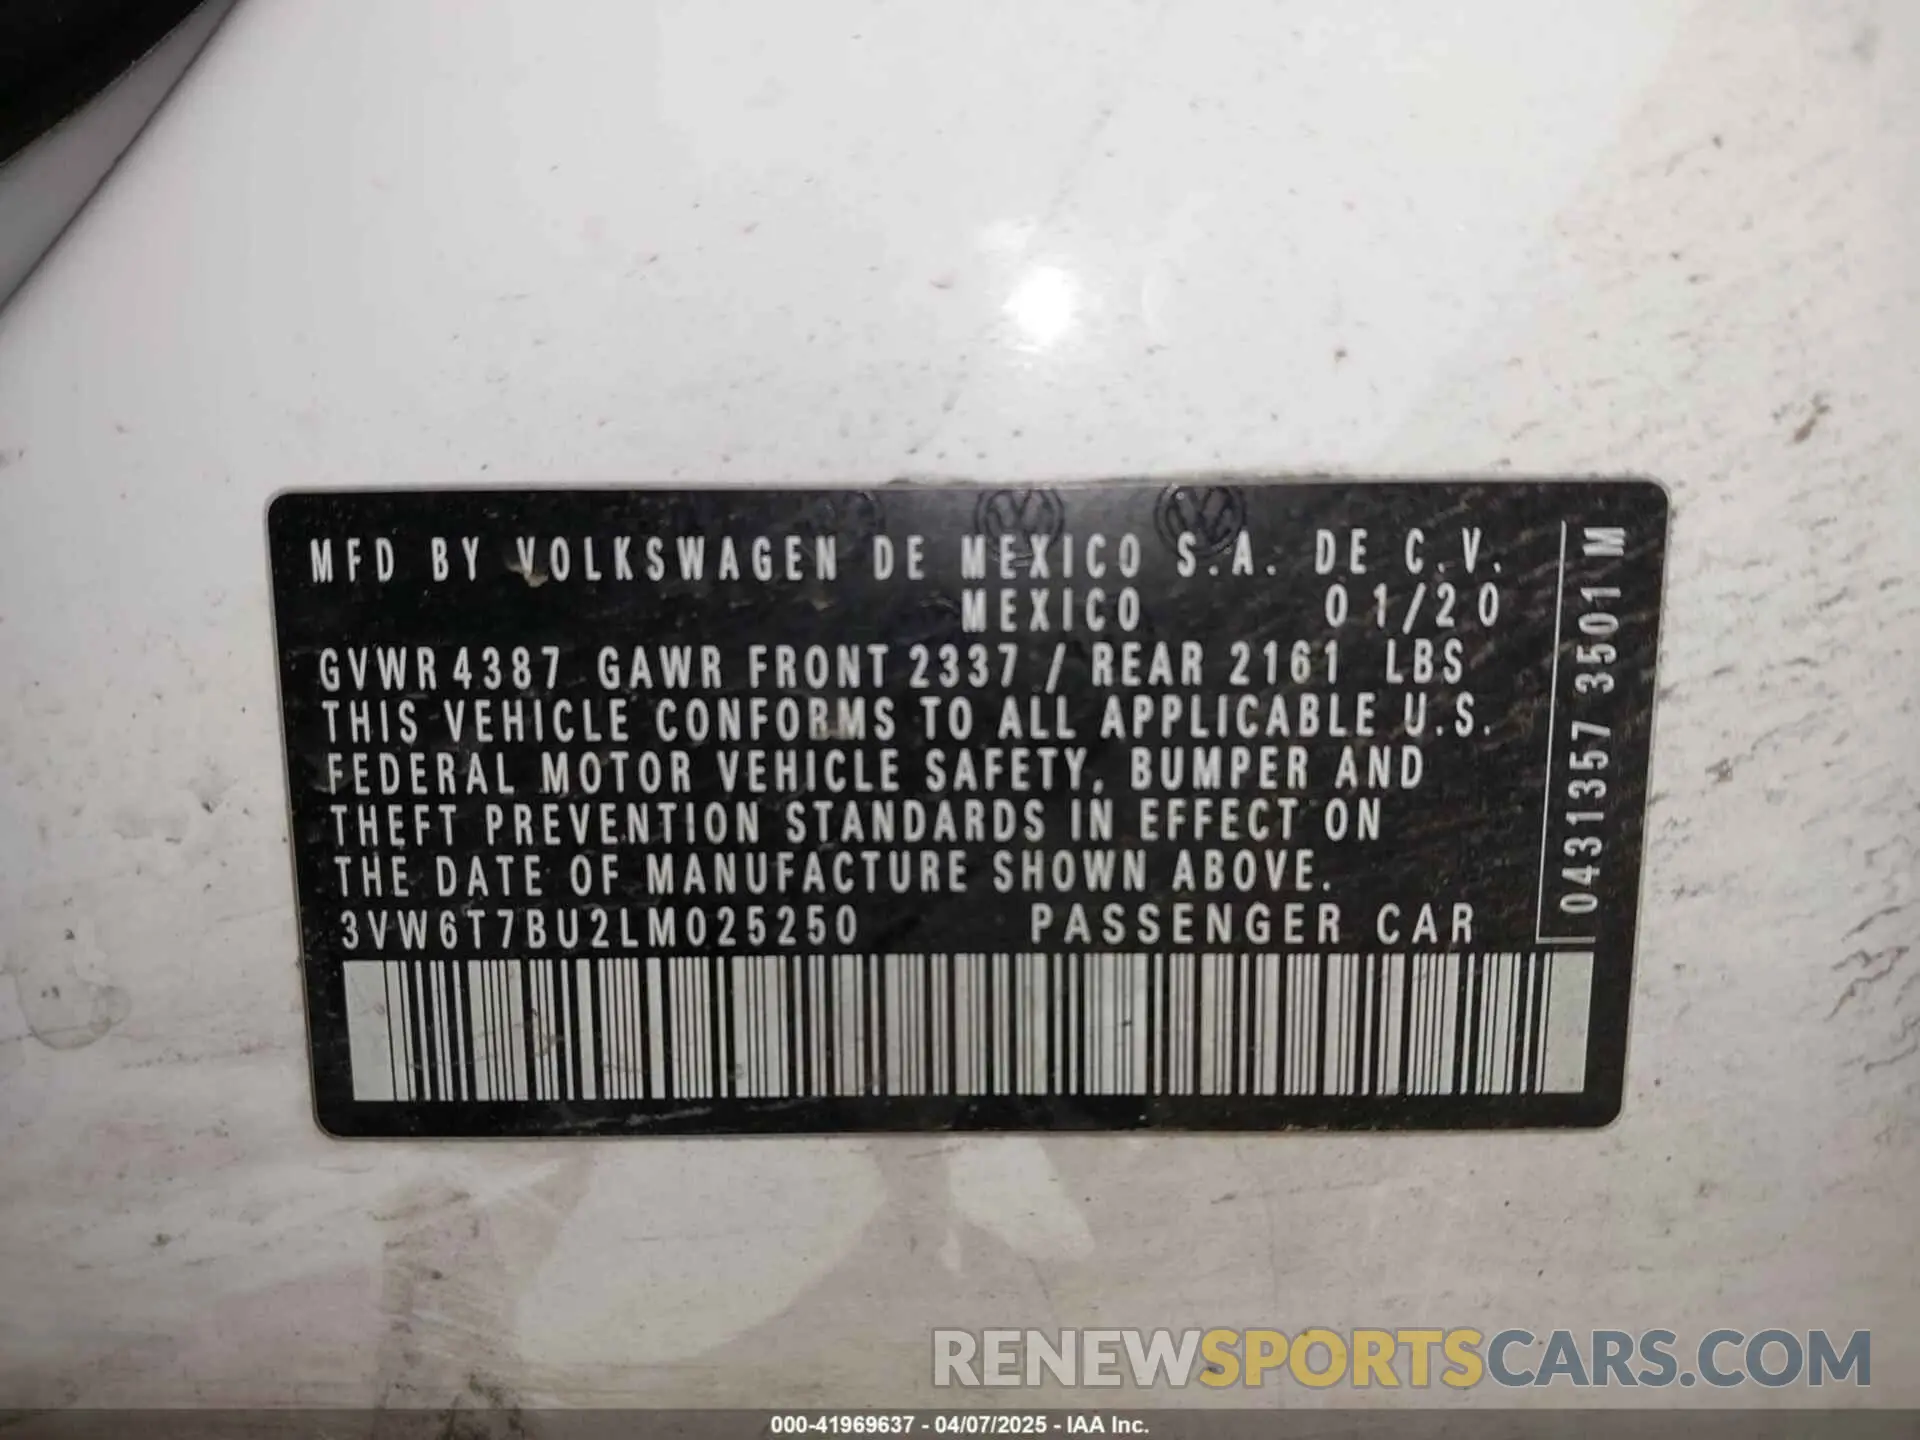 MFD BY VOLKSWAGEN DE MEXICO S.A. DE C.V.
MEXICO 01/20
GVWR 4387 GAWR FRONT 2337 / REAR 2161 LBS
THIS VEHICLE CONFORMS TO ALL APPLICABLE U.S.
FEDERAL MOTOR VEHICLE SAFETY, BUMPER AND
THEFT PREVENTION STANDARDS IN EFFECT ON
THE DATE OF MANUFACTURE SHOWN ABOVE.
3VW6T7BU2LM025250 PASSENGER CAR
0431357 3501M
RENEWSPORTSCARS.COM
000-41969637 - 04/07/2025 - IAA Inc.